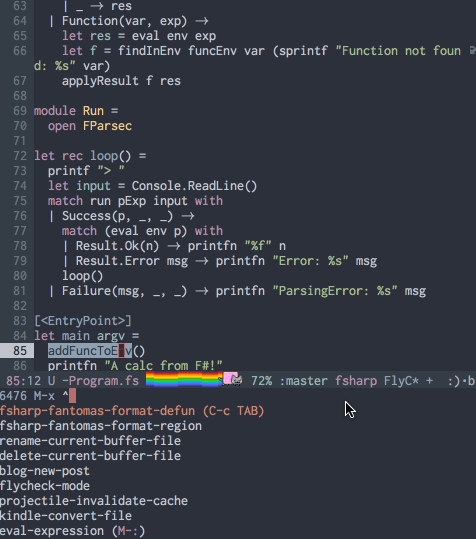 63     | _ → res
64   | Function(var, exp) →
65     let res = eval env exp
66     let f = findInEnv funcEnv var (sprintf "Function not foun
d: %s" var)
67     applyResult f res
68
69 module Run =
70   open FParsec
71
72 let rec loop() =
73   printf "> "
74   let input = Console.ReadLine()
75   match run pExp input with
76   | Success(p, _, _) →
77     match (eval env p) with
78     | Result.Ok(n) → printfn "%f" n
79     | Result.Error msg → printfn "Error: %s" msg
80     loop()
81   | Failure(msg, _, _) → printfn "ParsingError: %s" msg
82
83 [<EntryPoint>]
84 let main argv =
85   addFuncToEnv()
86   printfn "A calc from F#!"
85:12 U -Program.fs 72% :master fsharp FlyC* + :)·b
6476 M-x ^
fsharp-fantomas-format-defun (C-c TAB)
fsharp-fantomas-format-region
rename-current-buffer-file
delete-current-buffer-file
blog-new-post
flycheck-mode
projectile-invalidate-cache
kindle-convert-file
eval-expression (M-:)